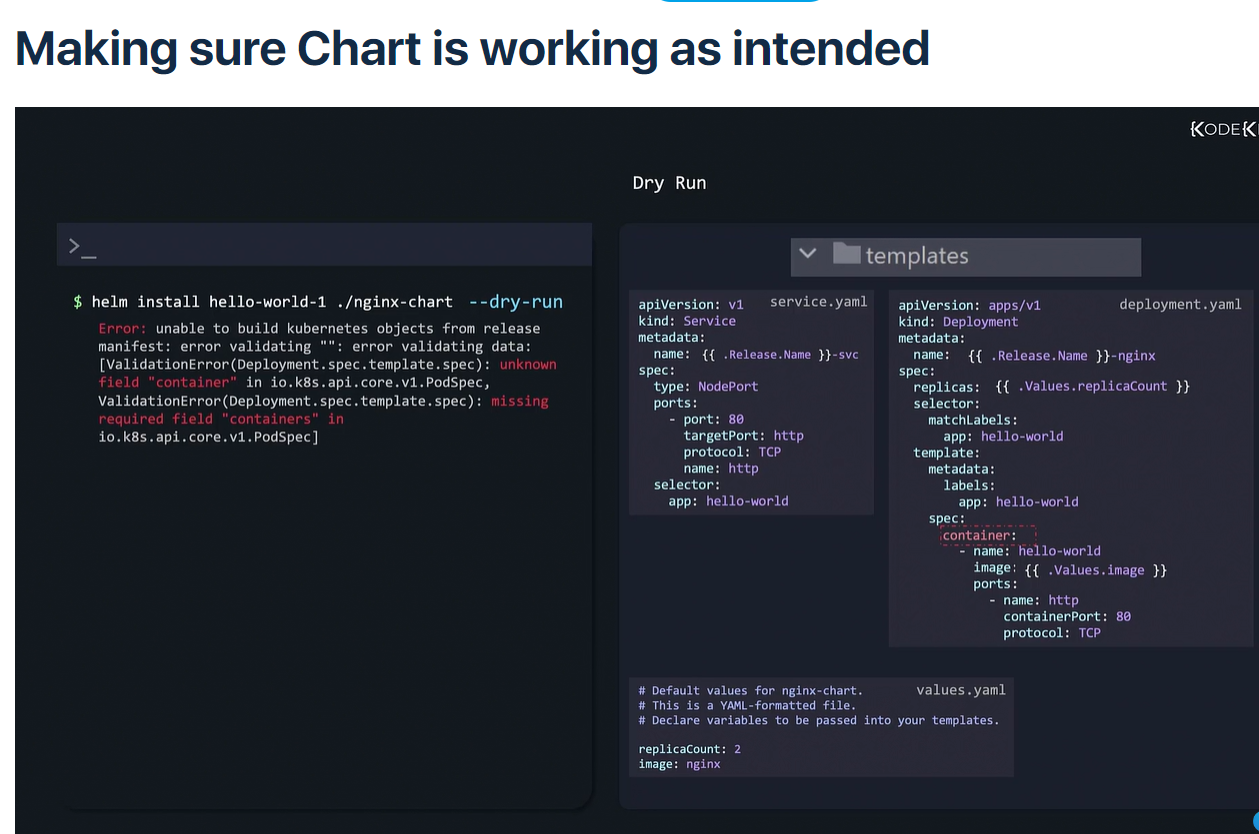 Making sure Chart is working as intended
Dry Run
>_
$ helm install hello-world-1 ./nginx-chart --dry-run
Error: unable to build kubernetes objects from release
manifest: error validating "": error validating data:
[ValidationError(Deployment.spec.template.spec): unknown
field "container" in io.k8s.api.core.v1.PodSpec,
ValidationError(Deployment.spec.template.spec): missing
required field "containers" in
io.k8s.api.core.v1.PodSpec]
templates
service.yaml
apiVersion: v1
kind: Service
metadata:
  name: {{ .Release.Name }}-svc
spec:
  type: NodePort
  ports:
    - port: 80
      targetPort: http
      protocol: TCP
      name: http
  selector:
    app: hello-world
deployment.yaml
apiVersion: apps/v1
kind: Deployment
metadata:
  name: {{ .Release.Name }}-nginx
spec:
  replicas: {{ .Values.replicaCount }}
  selector:
    matchLabels:
      app: hello-world
  template:
    metadata:
      labels:
        app: hello-world
    spec:
      container:
        - name: hello-world
          image: {{ .Values.image }}
          ports:
            - name: http
              containerPort: 80
              protocol: TCP
values.yaml
# Default values for nginx-chart.
# This is a YAML-formatted file.
# Declare variables to be passed into your templates.
replicaCount: 2
image: nginx